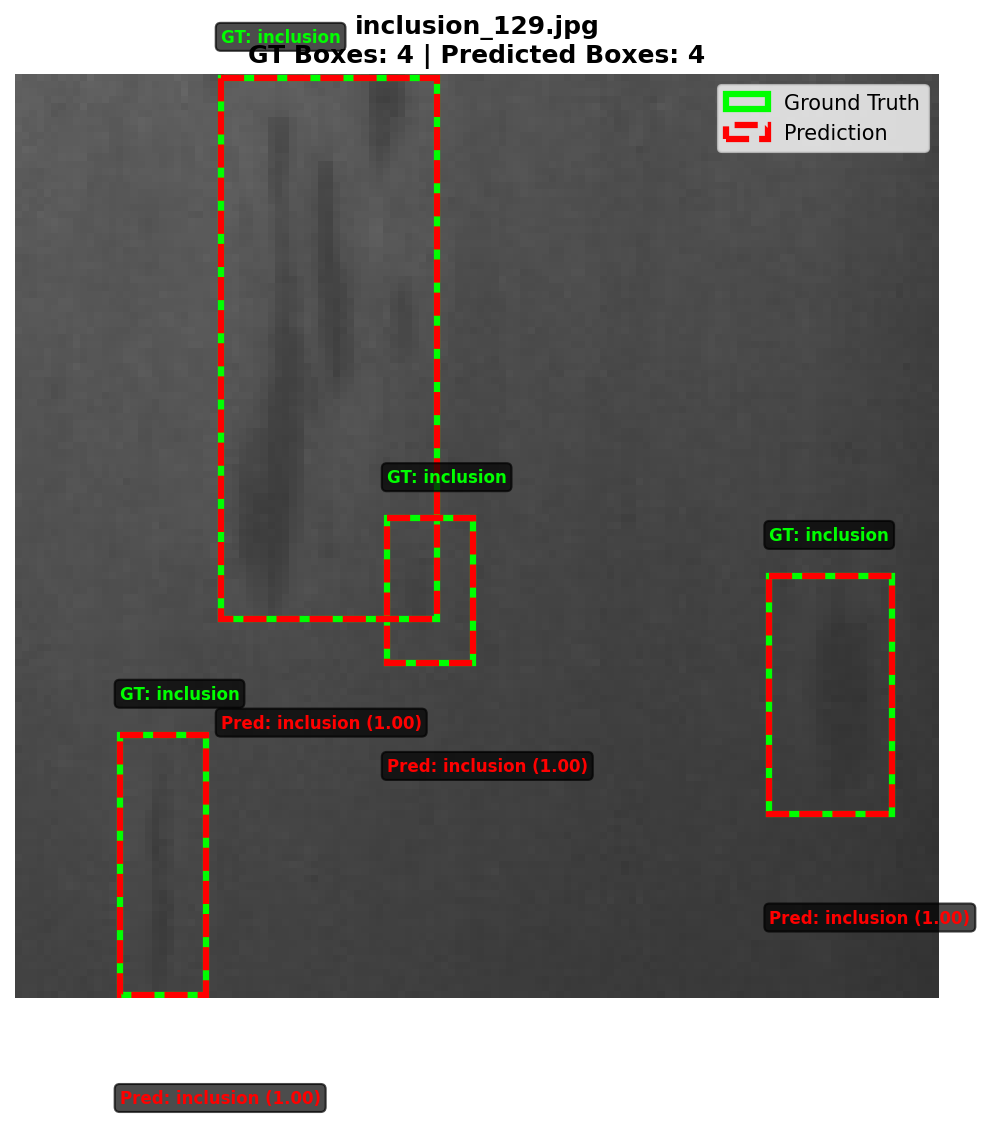 inclusion_129.jpg
GT: inclusion
GT Boxes: 4 | Predicted Boxes: 4
Ground Truth
Prediction
GT: inclusion
GT: inclusion
GT: inclusion
Pred: inclusion (1.00)
Pred: inclusion (1.00)
Pred: inclusion (1.00)
Pred: inclusion (1.00)